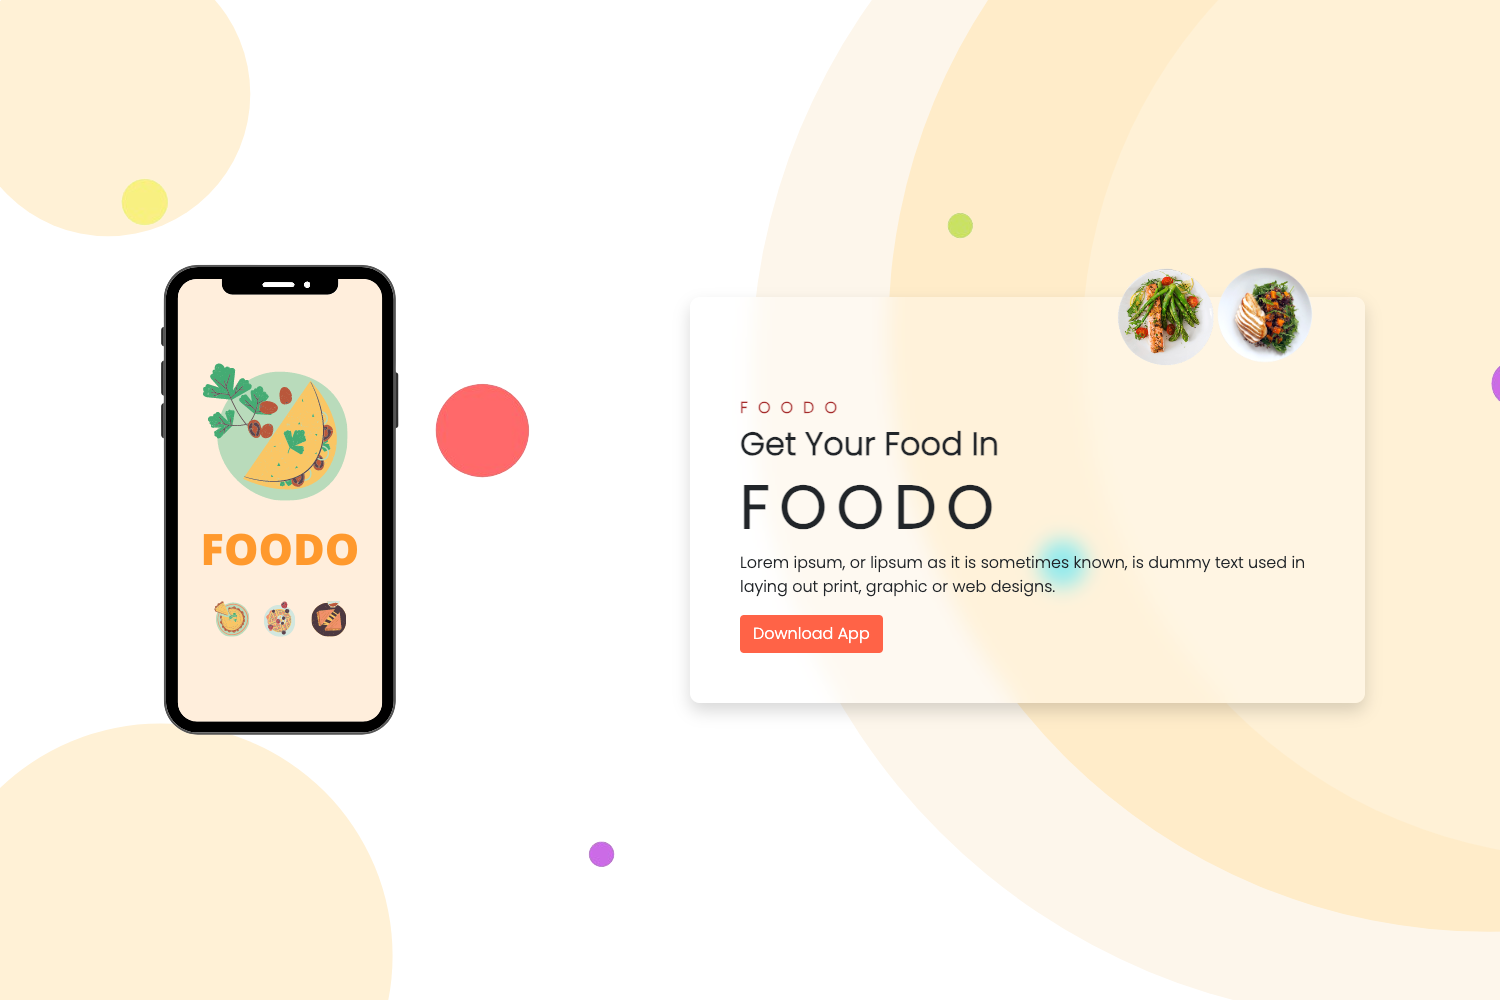 FOODO
FOODO
Get Your Food In
FOODO
Lorem ipsum, or lipsum as it is sometimes known, is dummy text used in
laying out print, graphic or web designs.
Download App